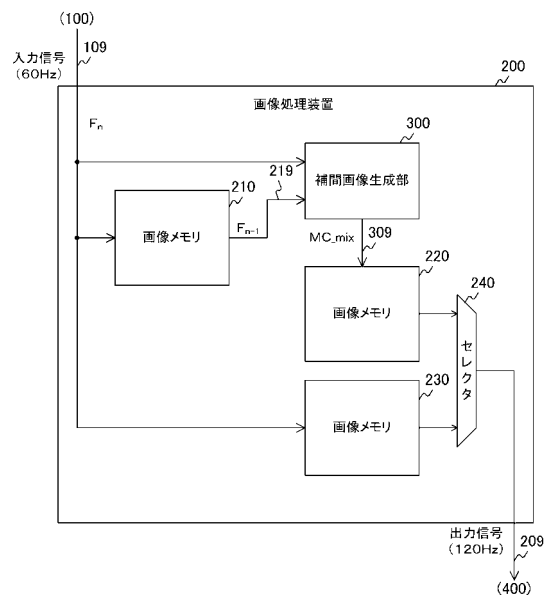 (100)
入力信号
(60Hz)
109
200
画像処理装置
Fn
300
補間画像生成部
219
210
画像メモリ
Fn-1
MC_mix
309
220
画像メモリ
240
セレクタ
230
画像メモリ
出力信号
(120Hz)
209
(400)